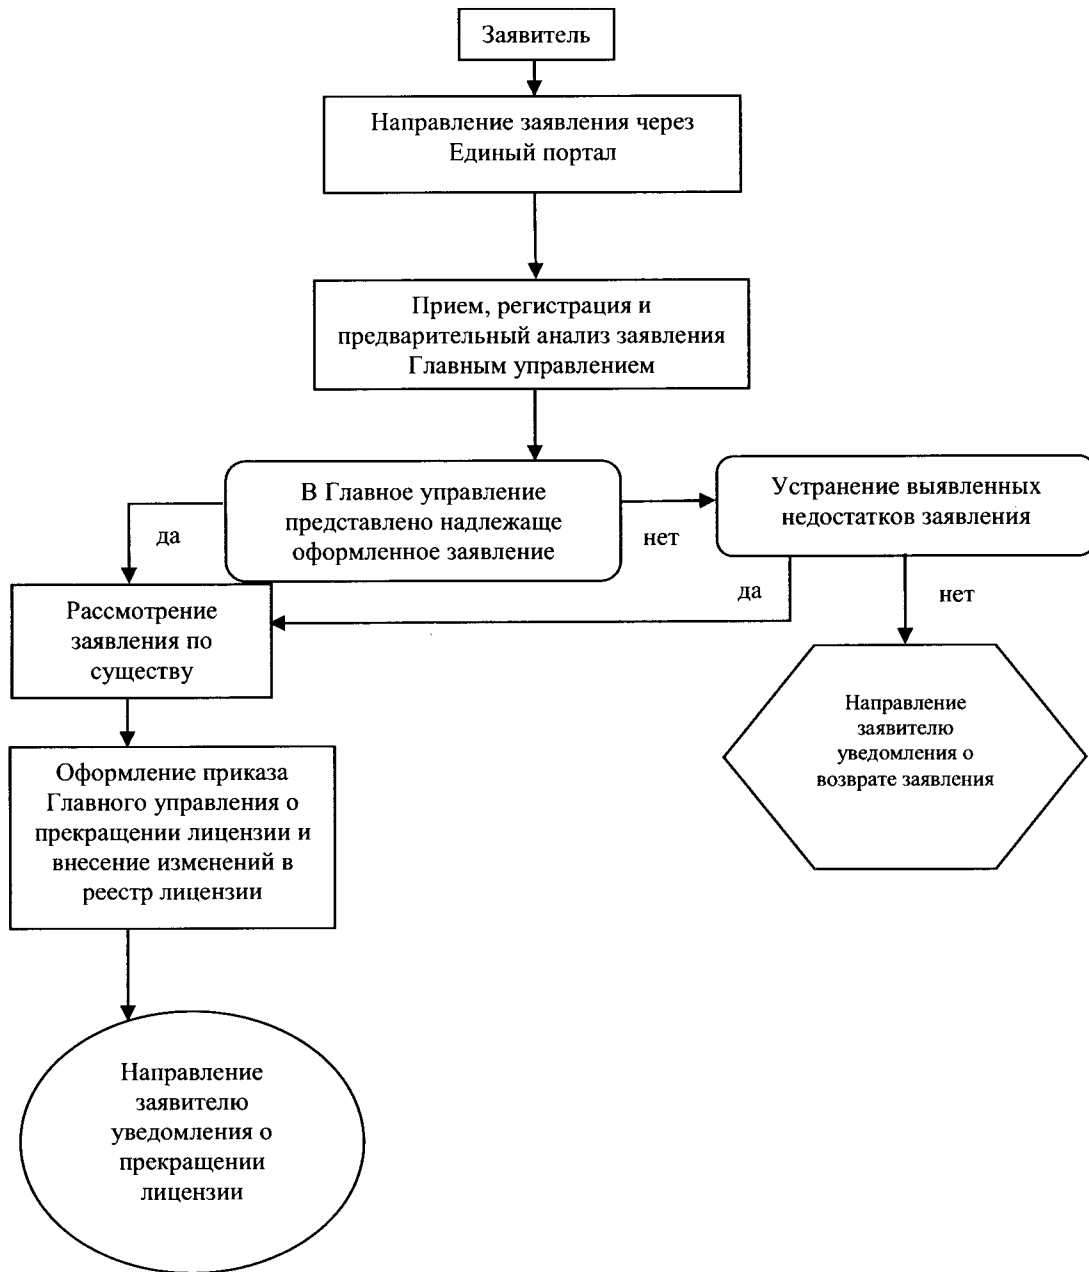 Заявитель
Направление заявления через
Единый портал
Прием, регистрация и
предварительный анализ заявления
Главным управлением
В Главное управление
представлено надлежаще
оформленное заявление
Устранение выявленных
недостатков заявления
да
нет
да
нет
Рассмотрение
заявления по
существу
Направление
заявителю
уведомления о
возврате заявления
Оформление приказа
Главного управления о
прекращении лицензии и
внесение изменений в
реестр лицензии
Направление
заявителю
уведомления о
прекращении
лицензии